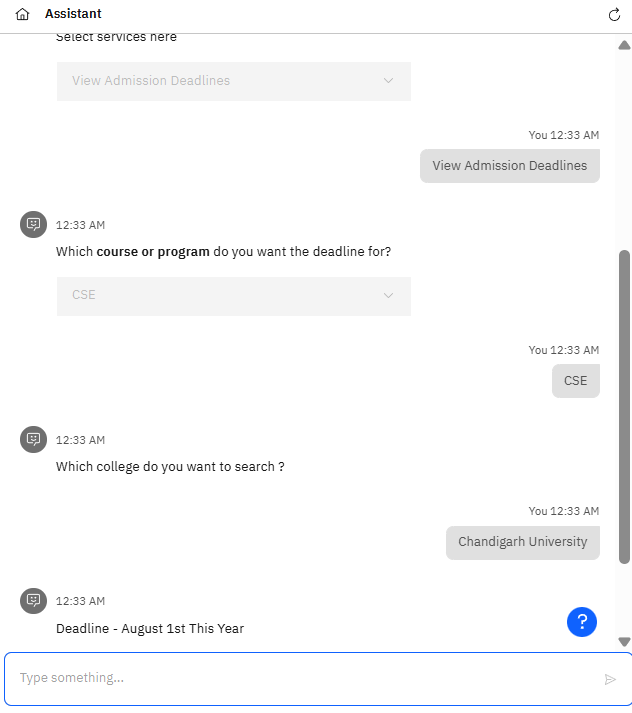 Assistant
Select services here
View Admission Deadlines
You 12:33 AM
View Admission Deadlines
12:33 AM
Which course or program do you want the deadline for?
CSE
You 12:33 AM
CSE
12:33 AM
Which college do you want to search ?
You 12:33 AM
Chandigarh University
12:33 AM
Deadline - August 1st This Year
?
Type something...